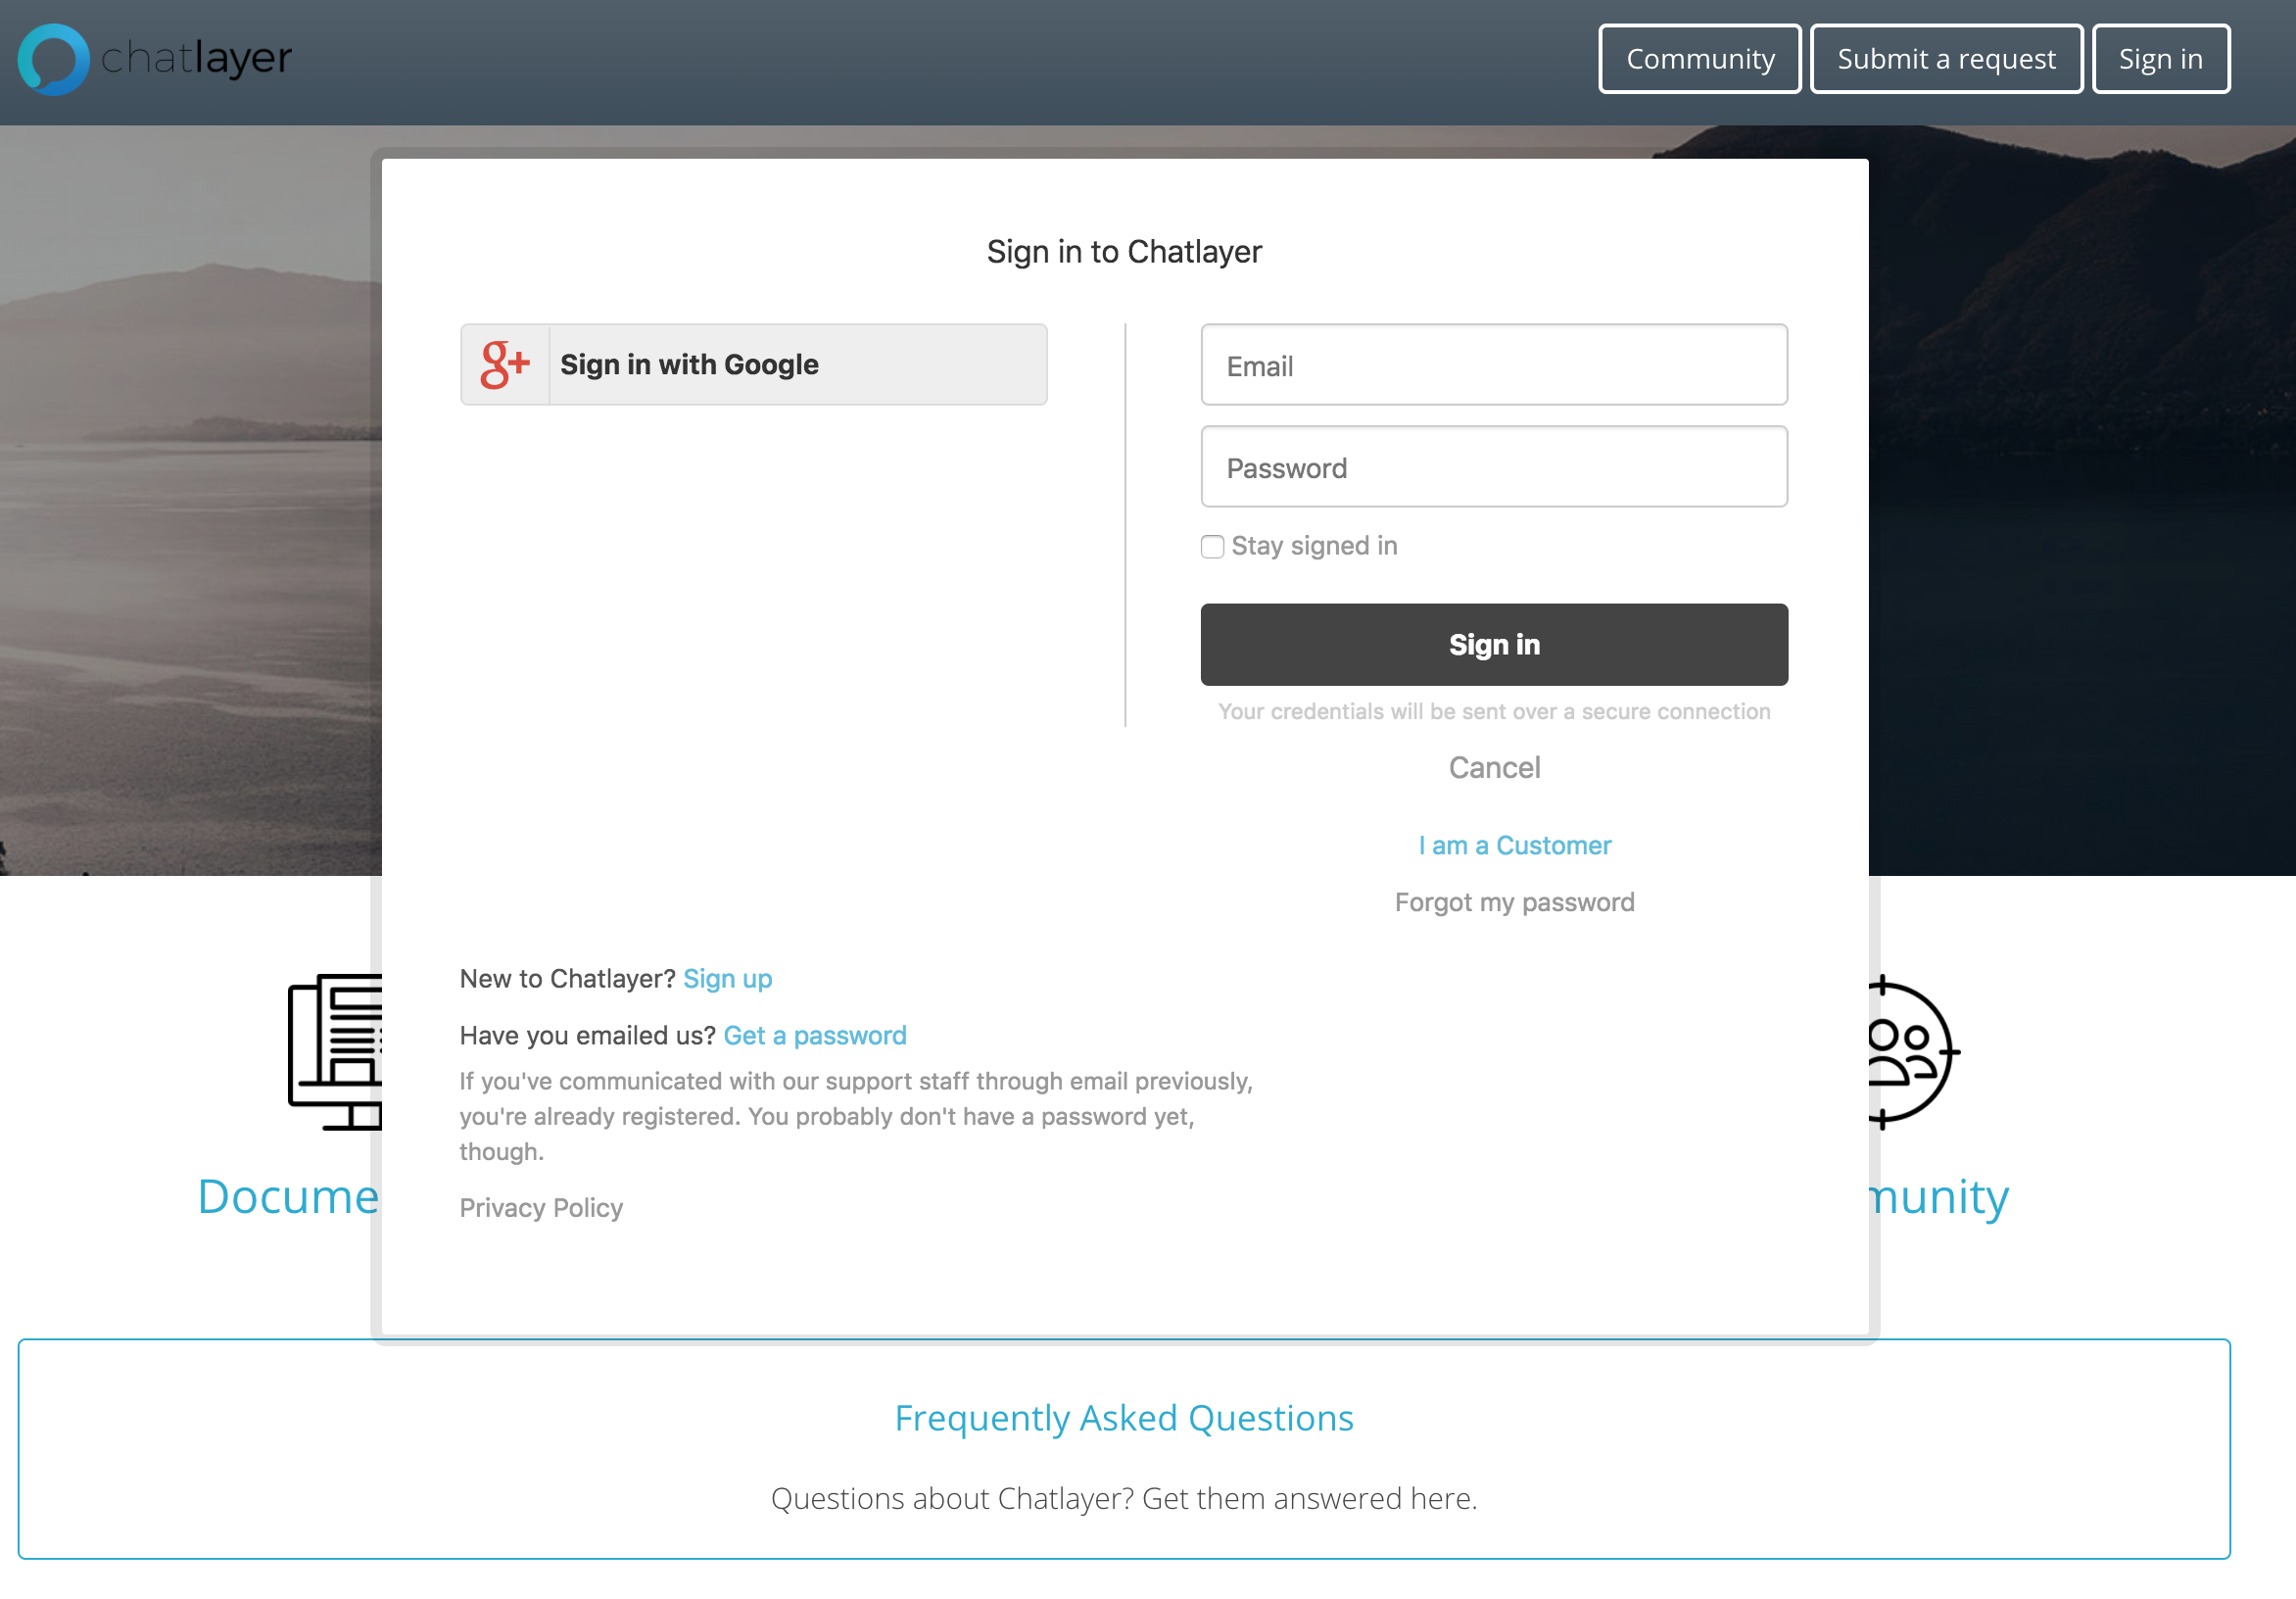 chatlayer
Community
Submit a request
Sign in
Sign in to Chatlayer
g+ Sign in with Google
Email
Password
Stay signed in
Sign in
Your credentials will be sent over a secure connection
Cancel
I am a Customer
Forgot my password
New to Chatlayer? Sign up
Have you emailed us? Get a password
If you've communicated with our support staff through email previously,
you're already registered. You probably don't have a password yet,
though.
Privacy Policy
Docume
munity
Frequently Asked Questions
Questions about Chatlayer? Get them answered here.